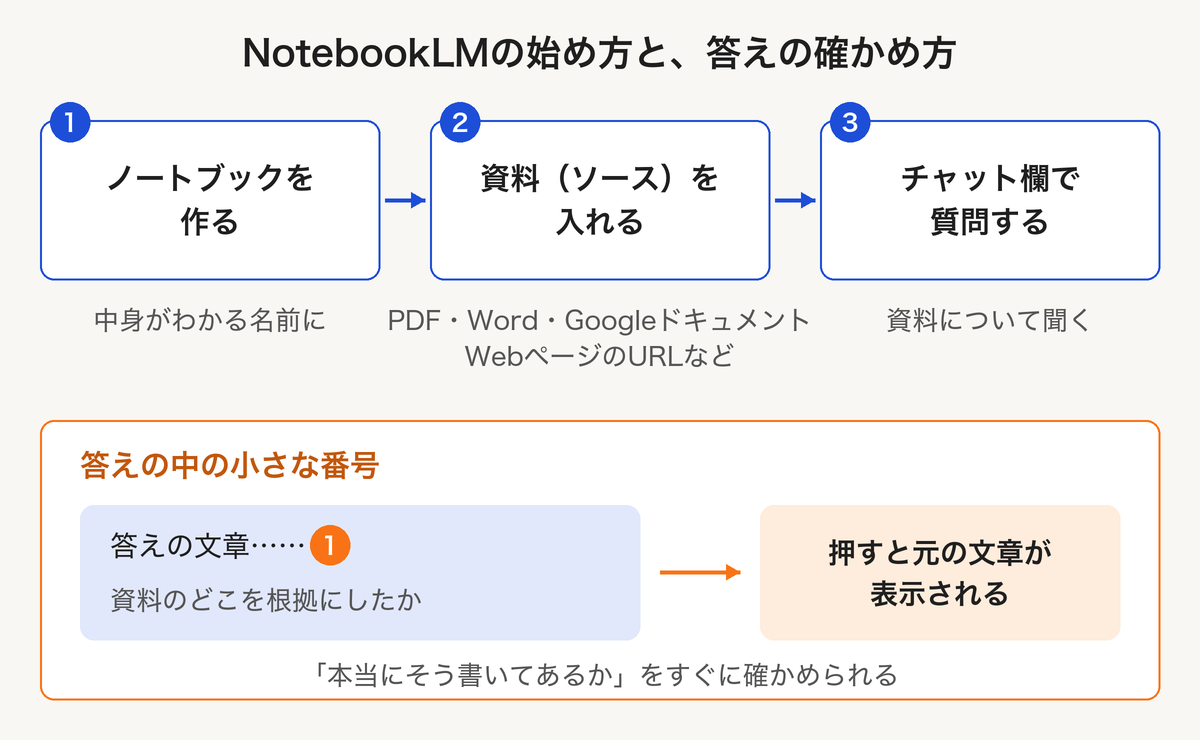 NotebookLMの始め方と、答えの確かめ方
1
ノートブックを
作る
中身がわかる名前に
2
資料（ソース）を
入れる
PDF・Word・Googleドキュメント
WebページのURLなど
3
チャット欄で
質問する
資料について聞く
答えの中の小さな番号
答えの文章……1
資料のどこを根拠にしたか
押すと元の文章が
表示される
「本当にそう書いてあるか」をすぐに確かめられる